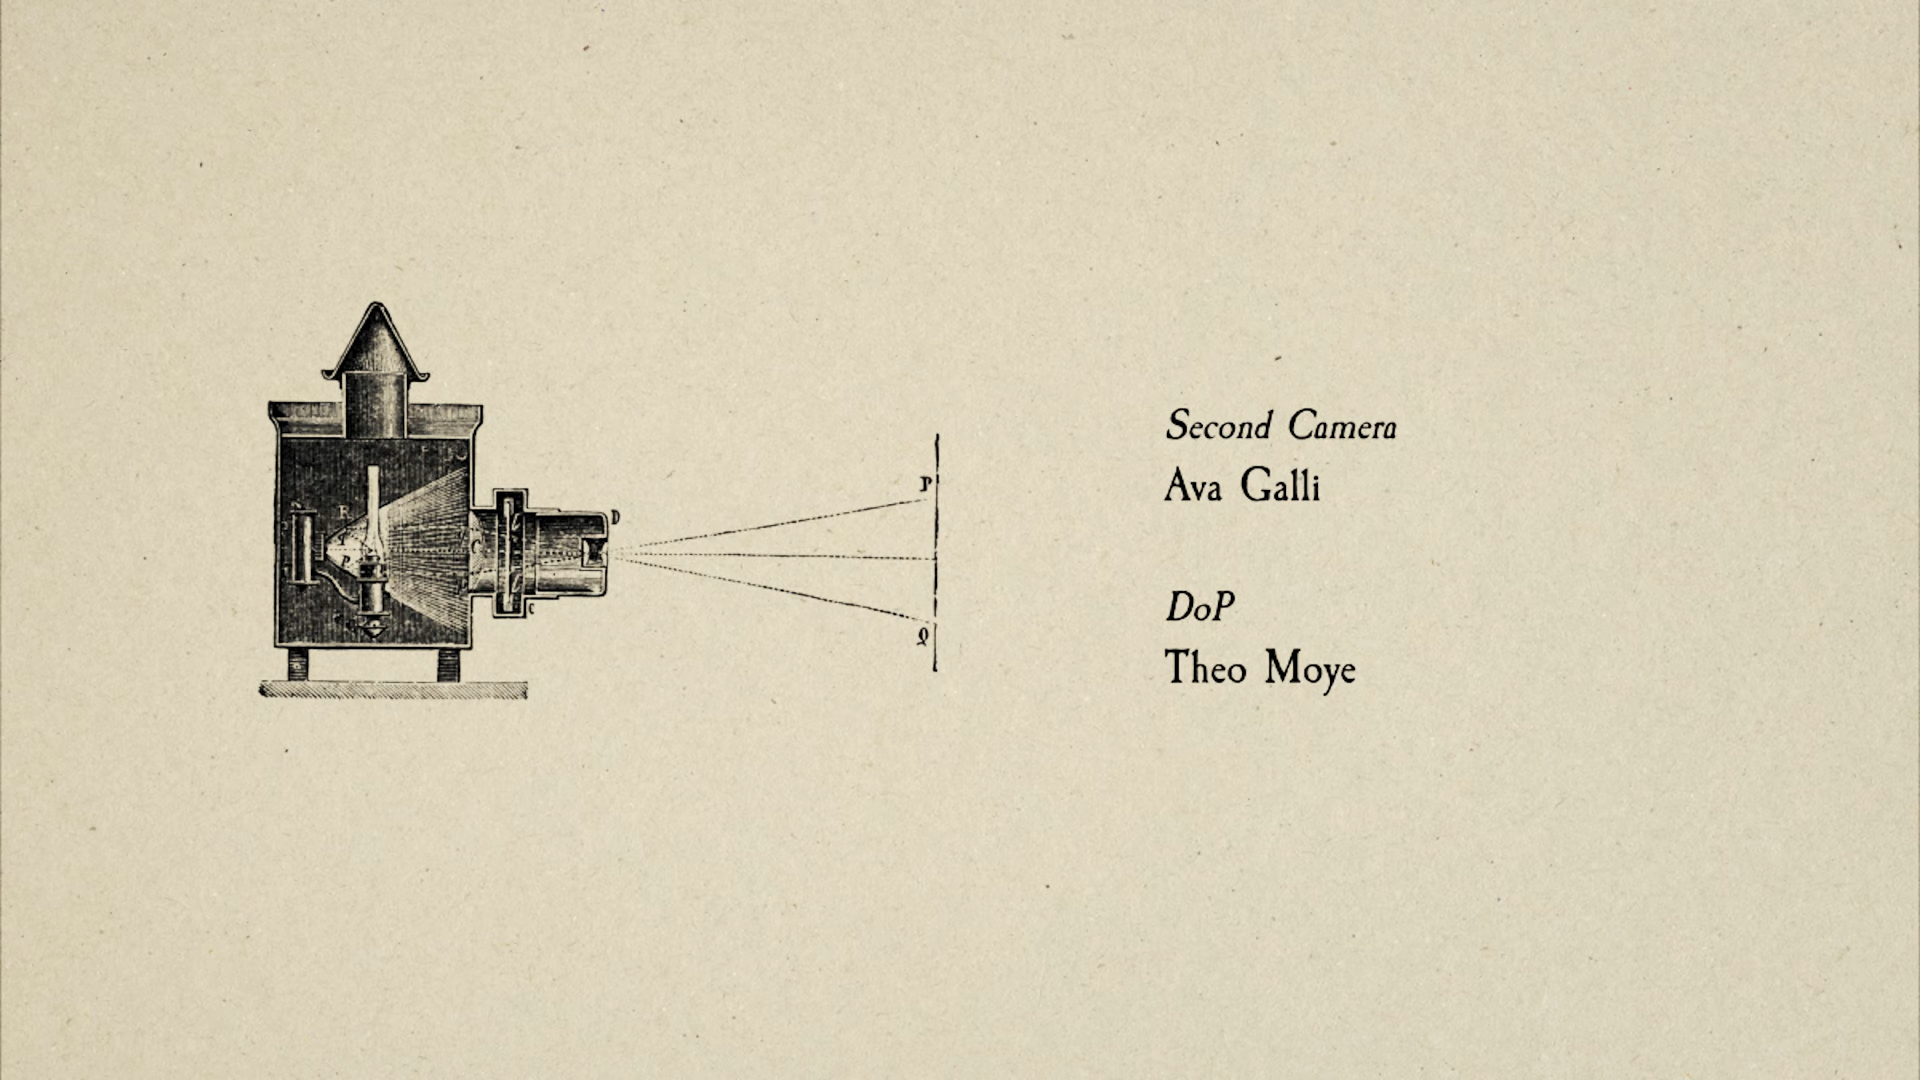 P
D
Q
C
Second Camera
Ava Galli
DoP
Theo Moye